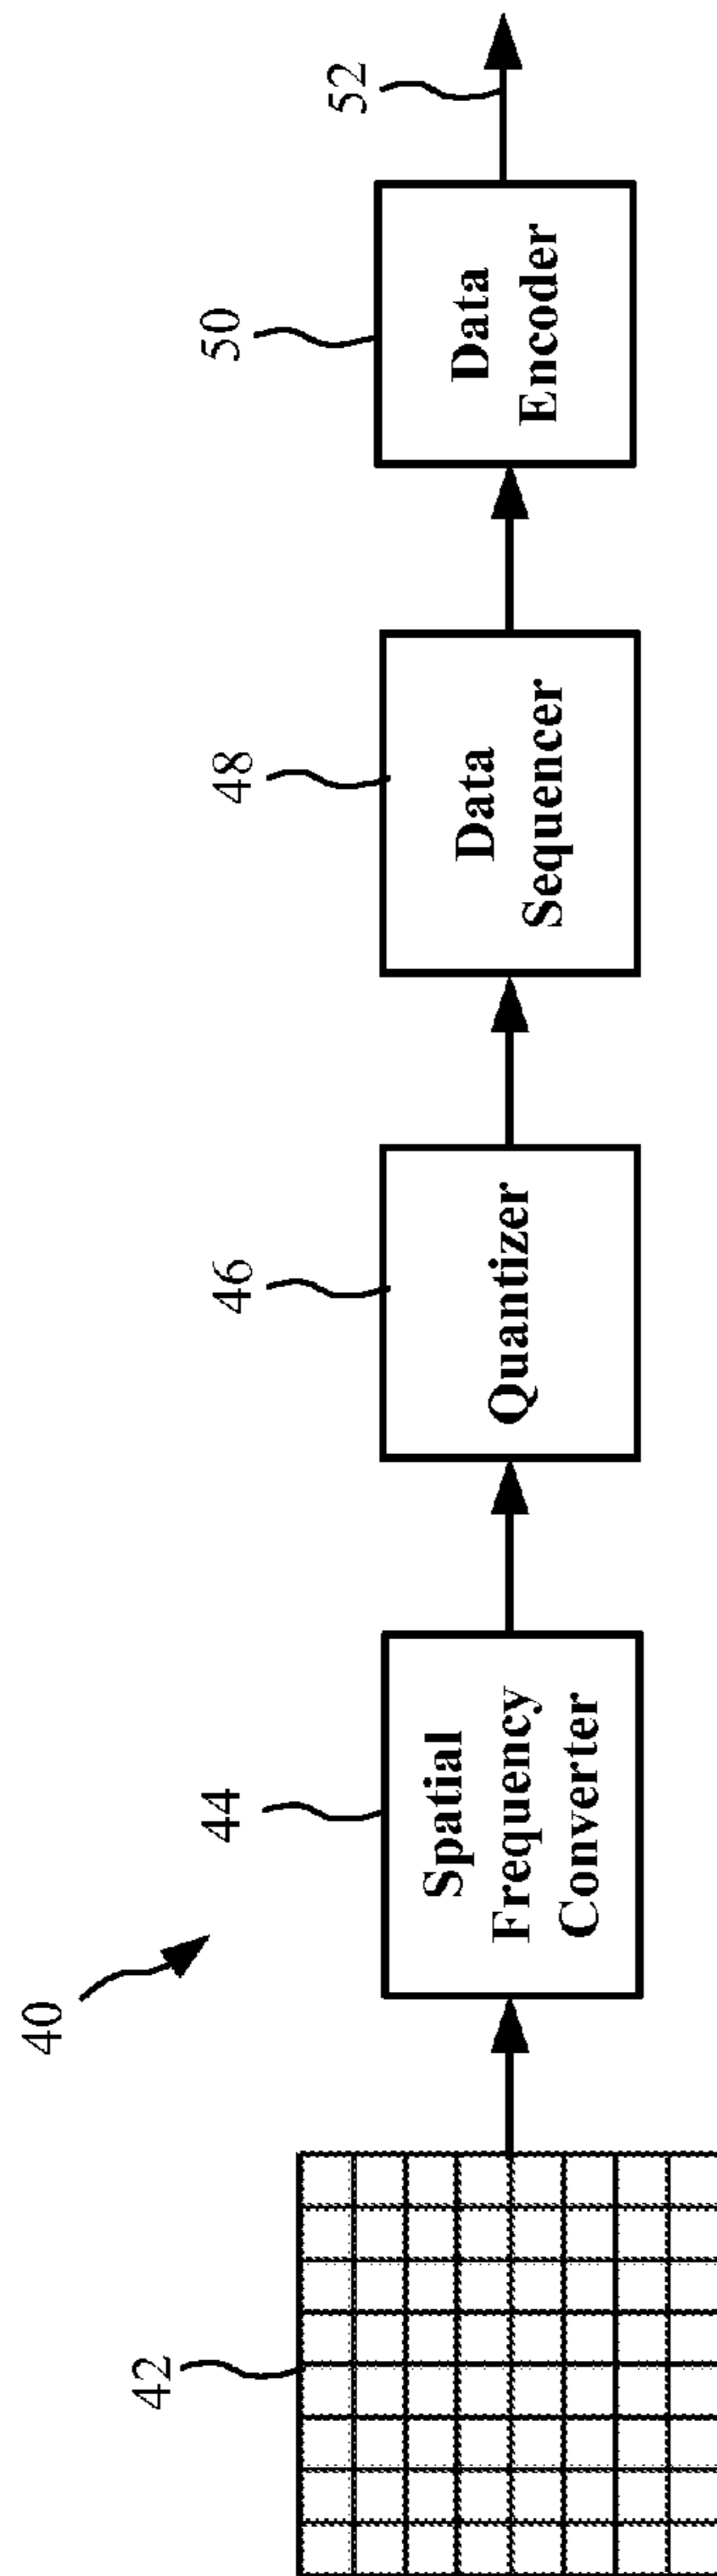 40
42
44
Spatial
Frequency
Converter
46
Quantizer
48
Data
Sequencer
50
Data
Encoder
52